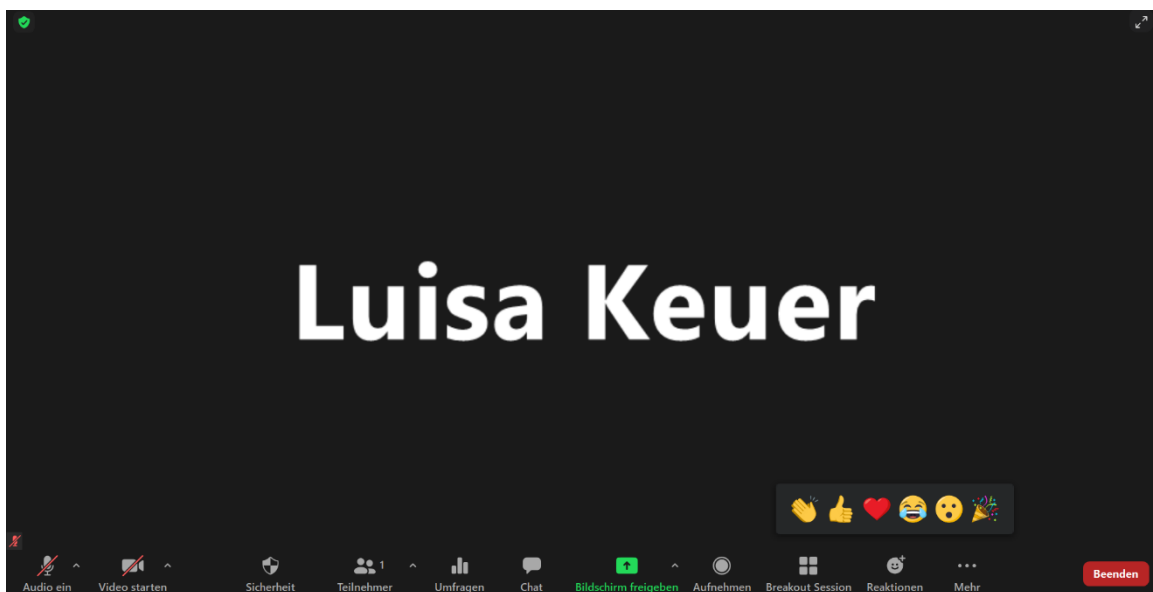 Luisa Keuer
1
Audio ein Video starten Sicherheit Teilnehmer Umfragen Chat Bildschirm freigeben Aufnehmen Breakout Session Reaktionen Mehr Beenden